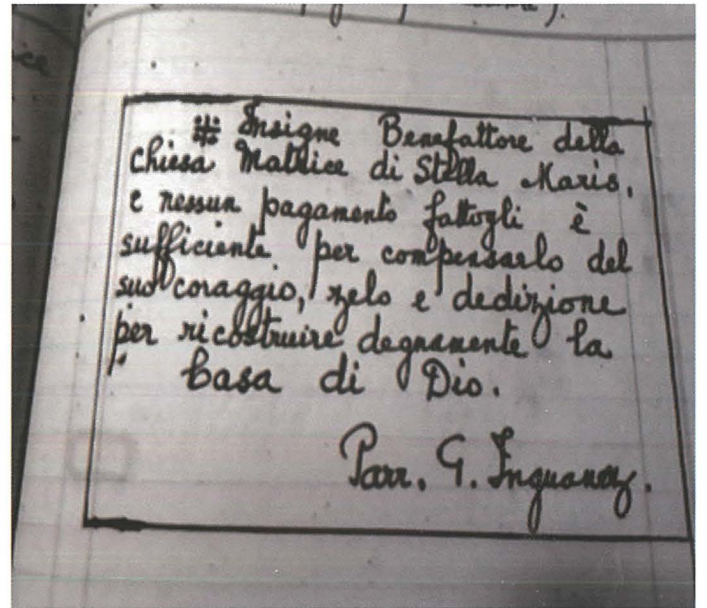 # Insigne Benefattore della
Chiesa Matrice di Stella Maris,
e nessun pagamento fattogli è
sufficiente per compensarlo del
suo coraggio, zelo e dedizione
per ricostruire degnamente la
Casa di Dio.
Parr. G. Inguanez.